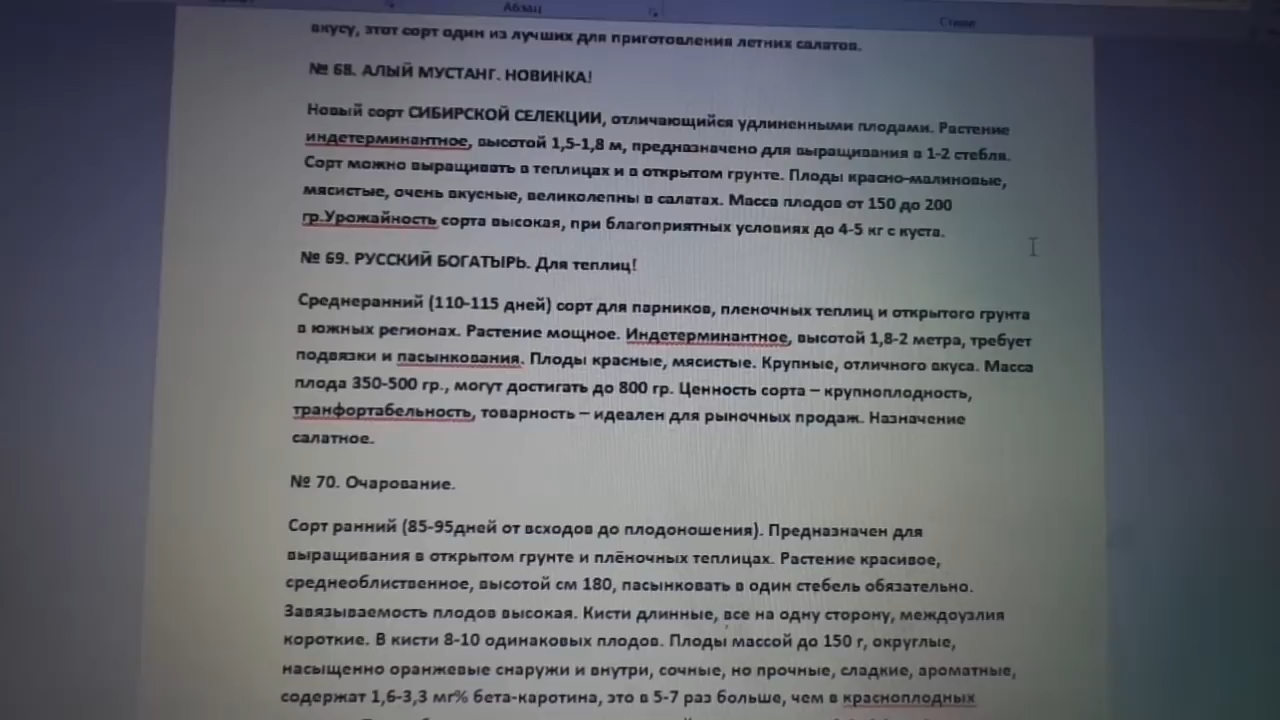 Абзац
Стили
вкусу, этот сорт один из лучших для приготовления летних салатов.
№ 68. АЛЫЙ МУСТАНГ. НОВИНКА!
Новый сорт СИБИРСКОЙ СЕЛЕКЦИИ, отличающийся удлиненными плодами. Растение
индетерминантное, высотой 1,5-1,8 м, предназначено для выращивания в 1-2 стебля.
Сорт можно выращивать в теплицах и в открытом грунте. Плоды красно-малиновые,
мясистые, очень вкусные, великолепны в салатах. Масса плодов от 150 до 200
гр.Урожайность сорта высокая, при благоприятных условиях до 4-5 кг с куста.
№ 69. РУССКИЙ БОГАТЫРЬ. Для теплиц!
Среднеранний (110-115 дней) сорт для парников, пленочных теплиц и открытого грунта
в южных регионах. Растение мощное. Индетерминантное, высотой 1,8-2 метра, требует
подвязки и пасынкования. Плоды красные, мясистые. Крупные, отличного вкуса. Масса
плода 350-500 гр., могут достигать до 800 гр. Ценность сорта – крупноплодность,
транфортабельность, товарность – идеален для рыночных продаж. Назначение
салатное.
№ 70. Очарование.
Сорт ранний (85-95дней от всходов до плодоношения). Предназначен для
выращивания в открытом грунте и плёночных теплицах. Растение красивое,
среднеоблиственное, высотой см 180, пасынковать в один стебель обязательно.
Завязываемость плодов высокая. Кисти длинные, все на одну сторону, междоузлия
короткие. В кисти 8-10 одинаковых плодов. Плоды массой до 150 г, округлые,
насыщенно оранжевые снаружи и внутри, сочные, но прочные, сладкие, ароматные,
содержат 1,6-3,3 мг% бета-каротина, это в 5-7 раз больше, чем в красноплодных